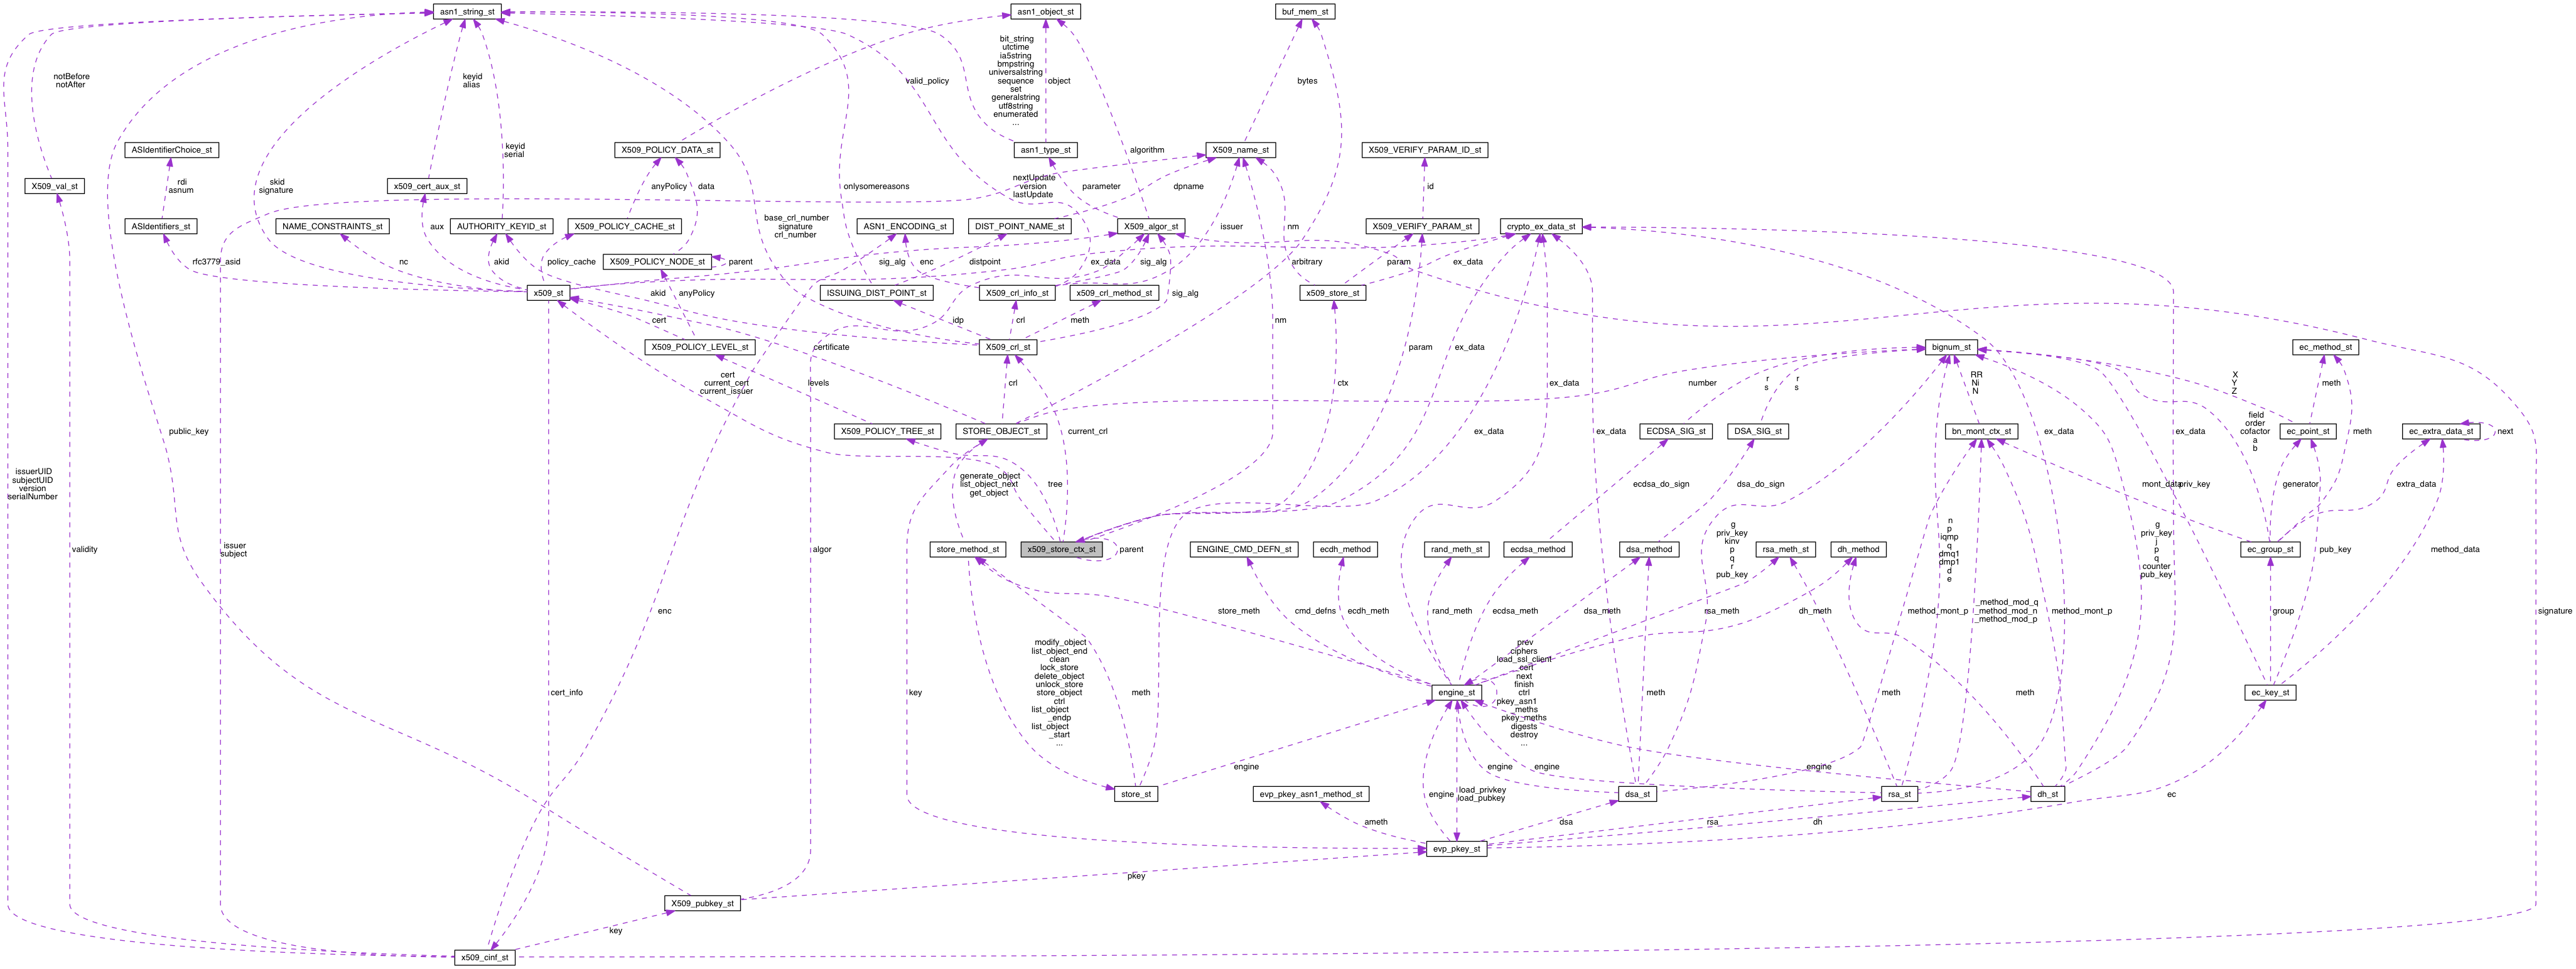 asn1_string_st
asn1_object_st
buf_mem_st
bit_string
utctime
ia5string
bmpstring
universalstring
sequence
set
generalstring
utf8string
enumerated
...
notBefore
notAfter
keyid
alias
valid_policy
object
bytes
ASIdentifierChoice_st
X509_POLICY_DATA_st
asn1_type_st
X509_name_st
X509_VERIFY_PARAM_ID_st
keyid
serial
algorithm
X509_val_st
rdi
asnum
skid
signature
x509_cert_aux_st
anyPolicy
data
onlysomereasons
nextUpdate
version
lastUpdate
parameter
dpname
id
ASIdentifiers_st
NAME_CONSTRAINTS_st
aux
AUTHORITY_KEYID_st
X509_POLICY_CACHE_st
base_crl_number
signature
crl_number
ASN1_ENCODING_st
DIST_POINT_NAME_st
X509_algor_st
issuer
nm
X509_VERIFY_PARAM_st
crypto_ex_data_st
rfc3779_asid
nc
akid
policy_cache
X509_POLICY_NODE_st
parent
sig_alg
enc
distpoint
ex_data
sig_alg
arbitrary
param
ex_data
x509_st
akid
anyPolicy
ISSUING_DIST_POINT_st
X509_crl_info_st
x509_crl_method_st
sig_alg
x509_store_st
cert
idp
crl
meth
nm
X509_POLICY_LEVEL_st
certificate
X509_crl_st
param
ex_data
bignum_st
ec_method_st
cert
current_cert
current_issuer
levels
crl
ctx
ex_data
number
r
s
r
s
RR
Ni
N
X
Y
Z
meth
public_key
X509_POLICY_TREE_st
STORE_OBJECT_st
current_crl
ex_data
ex_data
ECDSA_SIG_st
DSA_SIG_st
bn_mont_ctx_st
ex_data
ex_data
field
order
cofactor
a
b
ec_point_st
meth
ec_extra_data_st
next
issuerUID
subjectUID
version
serialNumber
generate_object
list_object_next
get_object
tree
ecdsa_do_sign
dsa_do_sign
mont_data
priv_key
generator
extra_data
validity
issuer
subject
algor
store_method_st
x509_store_ctx_st
parent
ENGINE_CMD_DEFN_st
ecdh_method
rand_meth_st
ecdsa_method
dsa_method
g
priv_key
kinv
p
q
r
pub_key
rsa_meth_st
dh_method
n
p
iqmp
q
dmq1
dmp1
d
e
g
priv_key
j
p
q
counter
pub_key
ec_group_st
pub_key
method_data
enc
store_meth
cmd_defns
ecdh_meth
rand_meth
ecdsa_meth
dsa_meth
rsa_meth
dh_meth
method_mont_p
_method_mod_q
_method_mod_n
_method_mod_p
method_mont_p
group
signature
cert_info
key
modify_object
list_object_end
clean
lock_store
delete_object
unlock_store
store_object
ctrl
list_object
_endp
list_object
_start
...
meth
engine_st
prev
ciphers
load_ssl_client
_cert
next
finish
ctrl
pkey_asn1
_meths
pkey_meths
digests
destroy
...
meth
meth
meth
ec_key_st
engine
engine
engine
engine
store_st
evp_pkey_asn1_method_st
engine
load_privkey
load_pubkey
dsa_st
rsa_st
dh_st
ec
ameth
dsa
rsa
dh
evp_pkey_st
pkey
X509_pubkey_st
key
x509_cinf_st